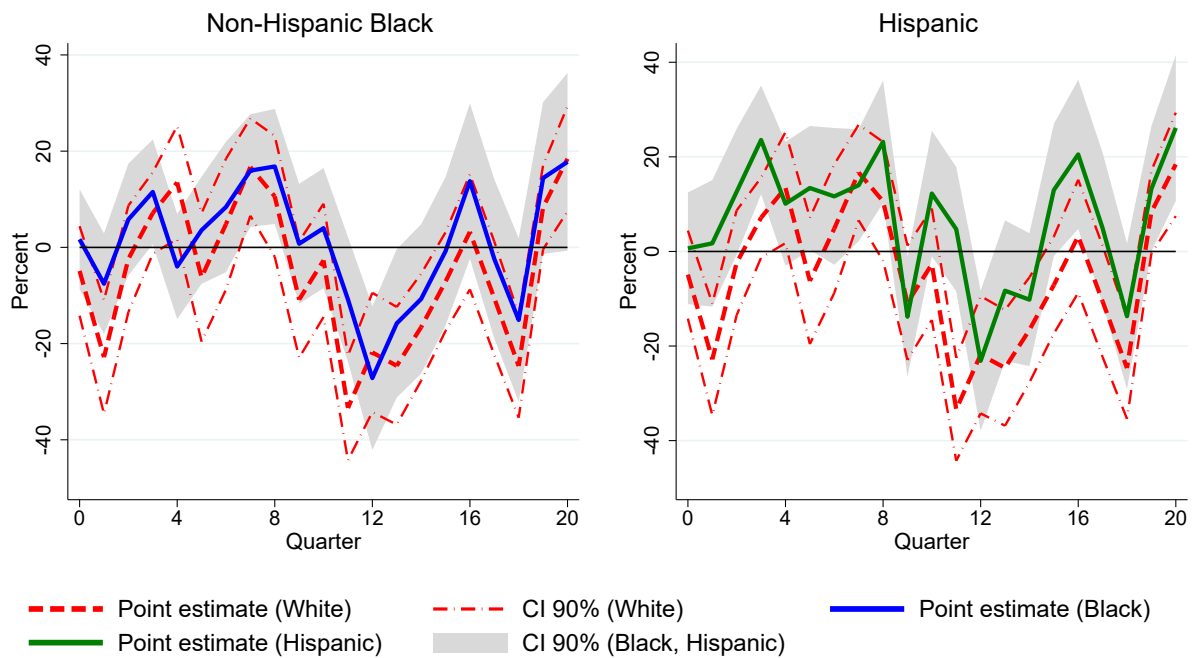 Non-Hispanic Black
Hispanic
Percent
40
20
0
-20
-40
0 4 8 12 16 20
Quarter
Percent
40
20
0
-20
-40
0 4 8 12 16 20
Quarter
Point estimate (White)
CI 90% (White)
Point estimate (Black)
Point estimate (Hispanic)
CI 90% (Black, Hispanic)